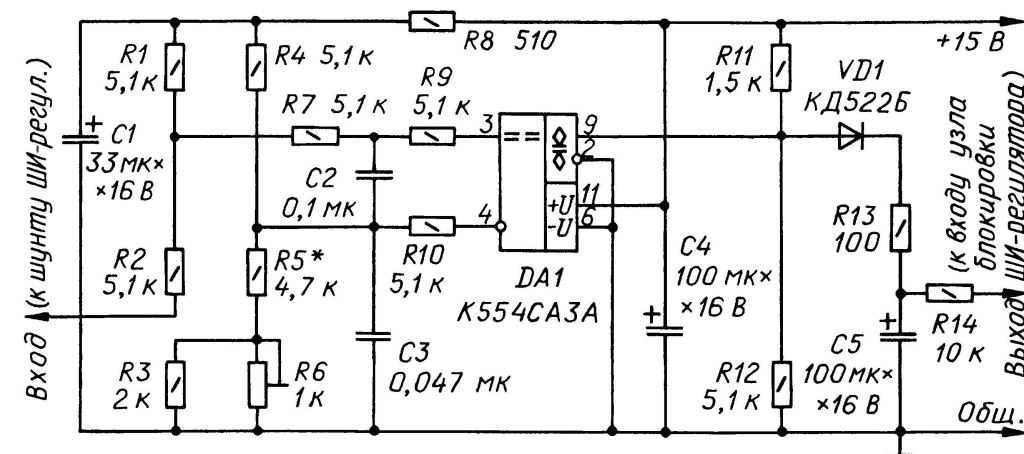 R8 510
+15 В
R1
5,1 к
R4 5,1 к
R9
5,1 к
R11
1,5 к
VD1
КД522Б
Вход (к шунту ШИ-регул.)
C1
33 мк×
×16 В
R7 5,1 к
3
==
9
2
C2
0,1 мк
4
+U
11
-U
6
R2
5,1 к
R5*
4,7 к
R10
5,1 к
DA1
К554СА3А
C4
100 мк×
×16 В
R13
100
(к входу узла
блокировки
ШИ-регулятора)
Выход
R14
10 к
R3
2 к
R6
1 к
C3
0,047 мк
R12
5,1 к
C5
100 мк×
×16 В
Общ.